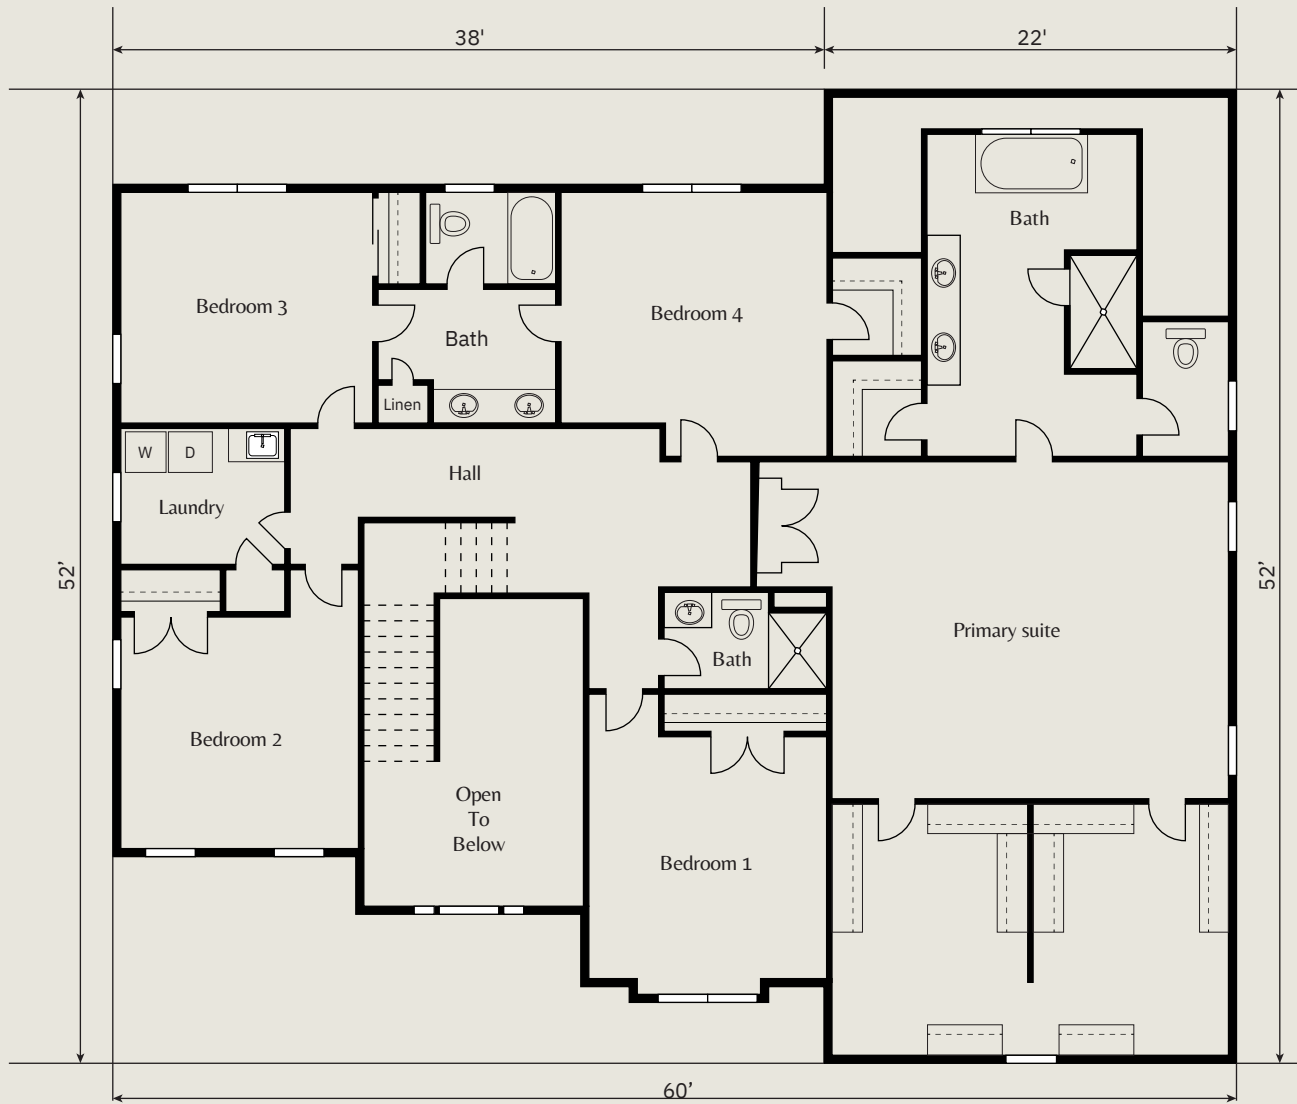 38'
22'
Bath
Bedroom 3
Bedroom 4
Bath
Linen
W
D
Hall
Laundry
52’
52’
Primary suite
Bath
Bedroom 2
Open
To
Below
Bedroom 1
60’